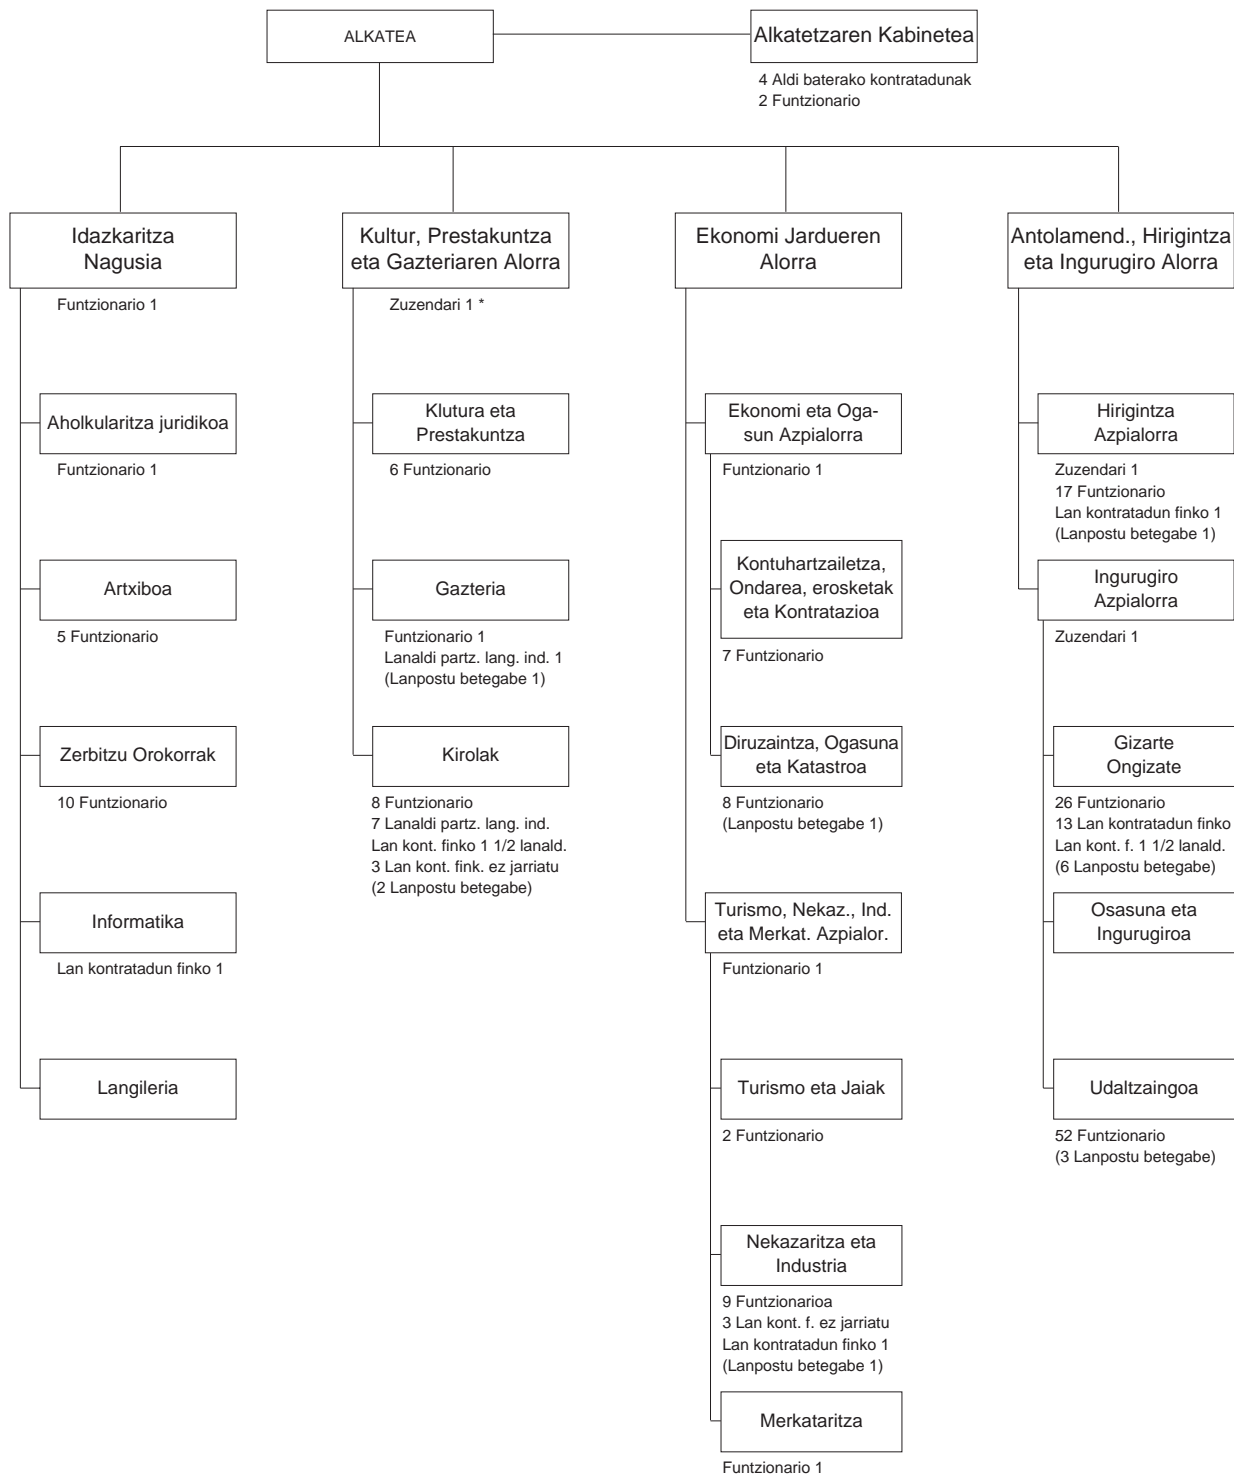 ALKATEA
Alkatetzaren Kabinetea
4 Aldi baterako kontratadunak
2 Funtzionario
Idazkaritza
Nagusia
Funtzionario 1
Aholkularitza juridikoa
Funtzionario 1
Artxiboa
5 Funtzionario
Zerbitzu Orokorrak
10 Funtzionario
Informatika
Lan kontratadun finko 1
Langileria
Kultur, Prestakuntza
eta Gazteriaren Alorra
Zuzendari 1 *
Klutura eta
Prestakuntza
6 Funtzionario
Gazteria
Funtzionario 1
Lanaldi partz. lang. ind. 1
(Lanpostu betegabe 1)
Kirolak
8 Funtzionario
7 Lanaldi partz. lang. ind.
Lan kont. finko 1 1/2 lanald.
3 Lan kont. fink. ez jarriatu
(2 Lanpostu betegabe)
Ekonomi Jardueren
Alorra
Ekonomi eta Oga-
sun Azpialorra
Funtzionario 1
Kontuhartzailetza,
Ondarea, erosketak
eta Kontratazioa
7 Funtzionario
Diruzaintza, Ogasuna
eta Katastroa
8 Funtzionario
(Lanpostu betegabe 1)
Turismo, Nekaz., Ind.
eta Merkat. Azpialor.
Funtzionario 1
Turismo eta Jaiak
2 Funtzionario
Nekazaritza eta
Industria
9 Funtzionarioa
3 Lan kont. f. ez jarriatu
Lan kontratadun finko 1
(Lanpostu betegabe 1)
Merkataritza
Funtzionario 1
Antolamend., Hirigintza
eta Ingurugiro Alorra
Hirigintza
Azpialorra
Zuzendari 1
17 Funtzionario
Lan kontratadun finko 1
(Lanpostu betegabe 1)
Ingurugiro
Azpialorra
Zuzendari 1
Gizarte
Ongizate
26 Funtzionario
13 Lan kontratadun finko
Lan kont. f. 1 1/2 lanald.
(6 Lanpostu betegabe)
Osasuna eta
Ingurugiroa
Udaltzaingoa
52 Funtzionario
(3 Lanpostu betegabe)